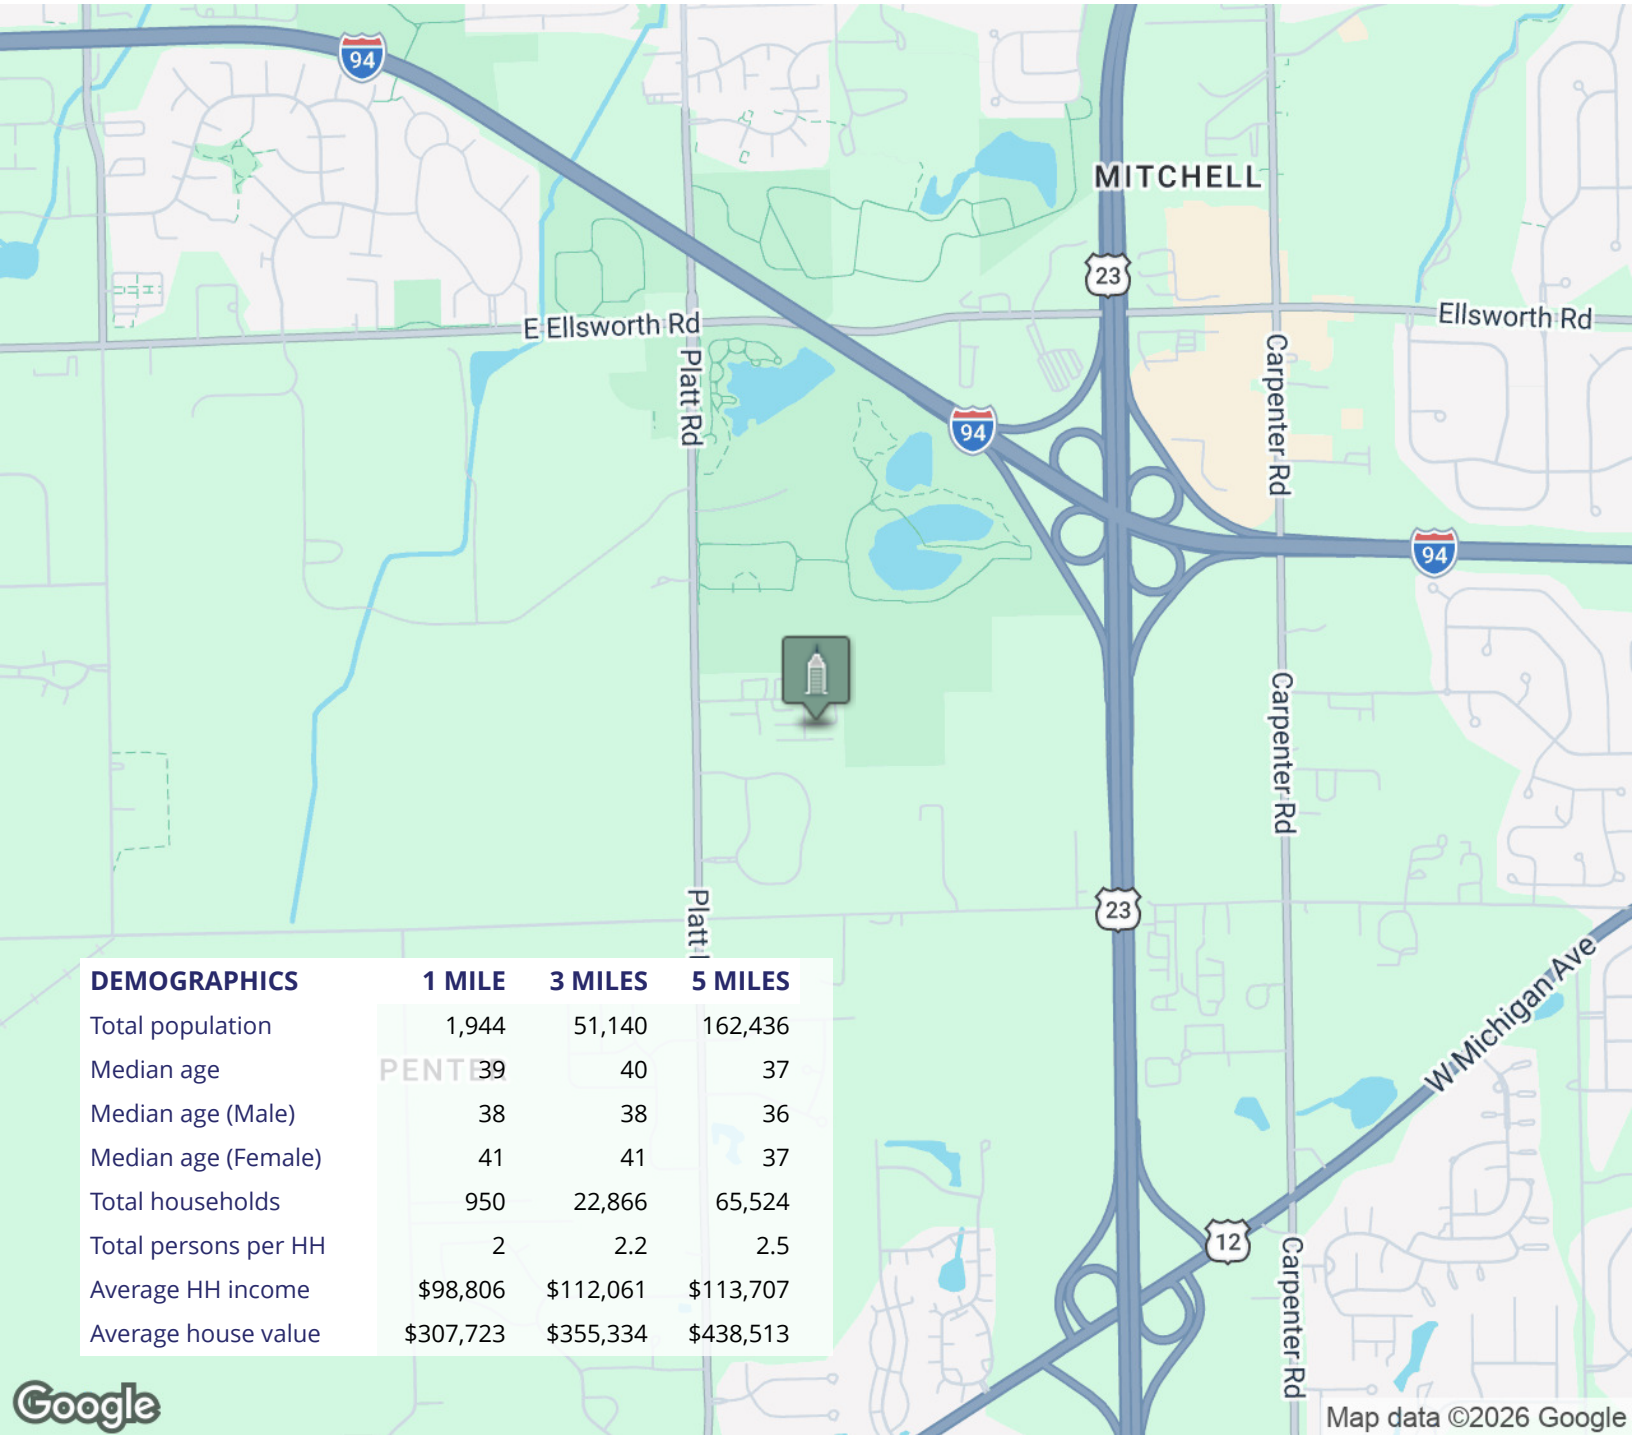 94
MITCHELL
23
E Ellsworth Rd
Ellsworth Rd
Platt Rd
Carpenter Rd
94
94
Carpenter Rd
Platt
23
W Michigan Ave
DEMOGRAPHICS 1 MILE 3 MILES 5 MILES
Total population 1,944 51,140 162,436
PENTER
Median age 39 40 37
Median age (Male) 38 38 36
Median age (Female) 41 41 37
Total households 950 22,866 65,524
Total persons per HH 2 2.2 2.5
12
Carpenter Rd
Average HH income $98,806 $112,061 $113,707
Average house value $307,723 $355,334 $438,513
Google
Map data ©2026 Google